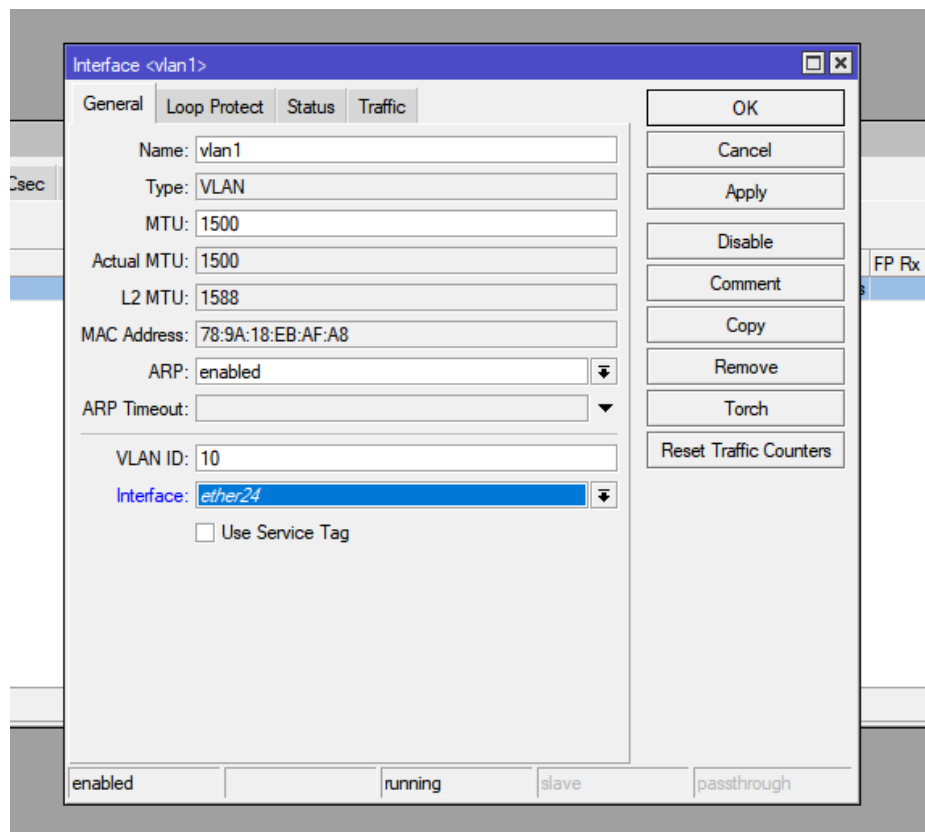 Interface <vlan1>
General Loop Protect Status Traffic
OK
Name: vlan1
Cancel
Csec
Type: VLAN
Apply
MTU: 1500
Disable
Actual MTU: 1500
FP Rx
L2 MTU: 1588
Comment
s
MAC Address: 78:9A:18:EB:AF:A8
Copy
ARP: enabled
Remove
ARP Timeout:
Torch
VLAN ID: 10
Reset Traffic Counters
Interface: ether24
Use Service Tag
enabled running slave passthrough